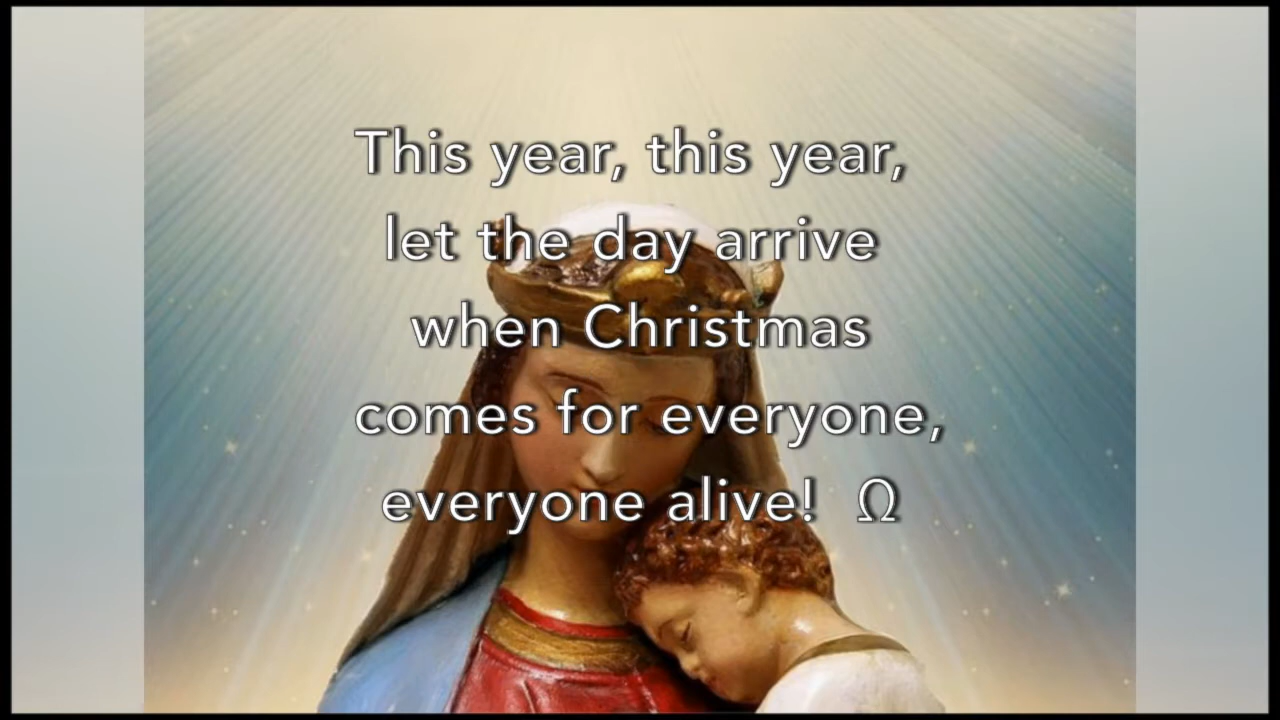 This year, this year,
let the day arrive
when Christmas
comes for everyone,
everyone alive! Ω